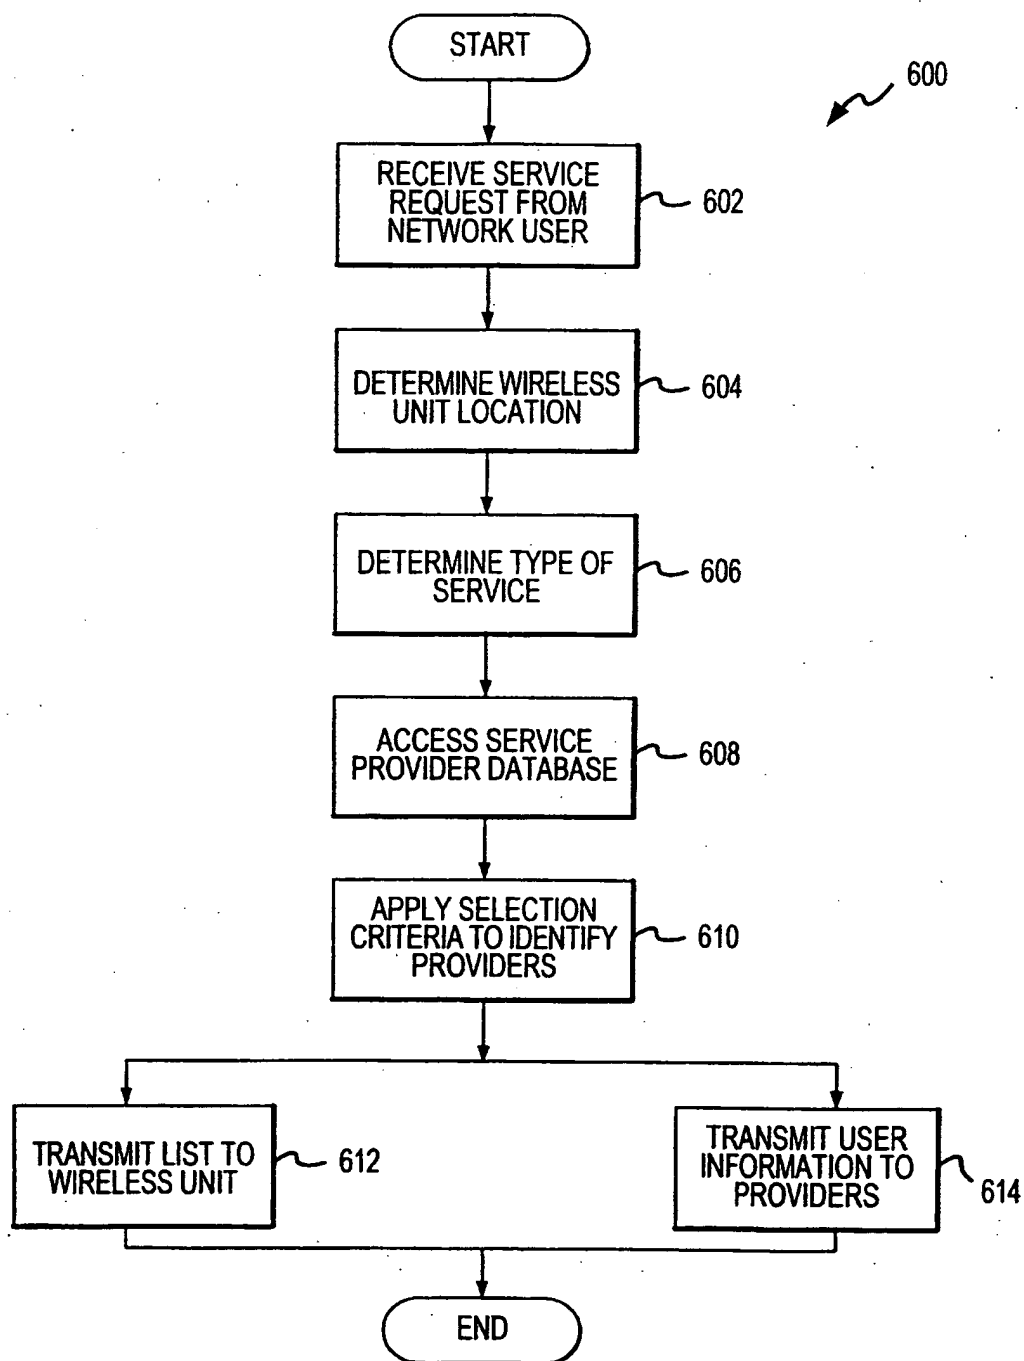 START
600
RECEIVE SERVICE
REQUEST FROM
NETWORK USER
602
DETERMINE WIRELESS
UNIT LOCATION
604
DETERMINE TYPE OF
SERVICE
606
ACCESS SERVICE
PROVIDER DATABASE
608
APPLY SELECTION
CRITERIA TO IDENTIFY
PROVIDERS
610
TRANSMIT LIST TO
WIRELESS UNIT
612
TRANSMIT USER
INFORMATION TO
PROVIDERS
614
END